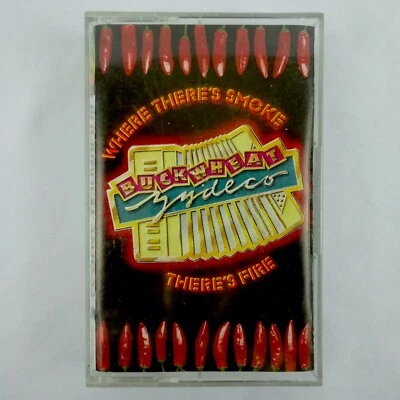 WHERE THERE'S SMOKE
BUCKWHEAT
zydeco
THERE'S FIRE